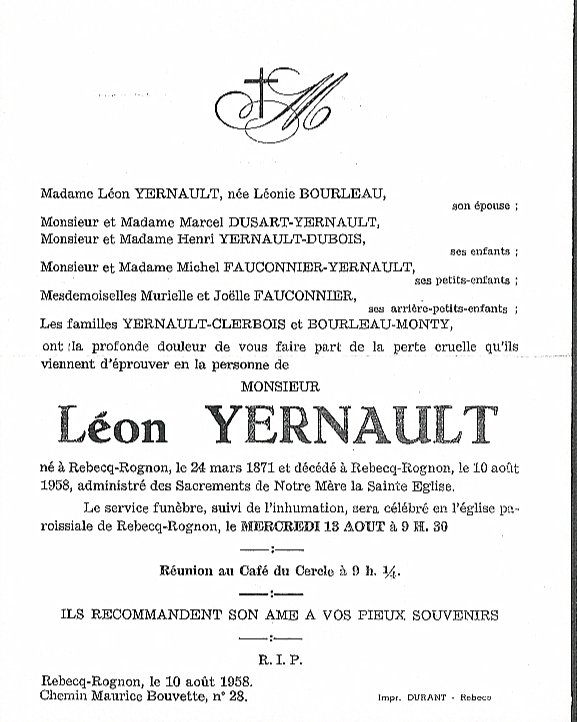 Madame Léon YERNAULT, née Léonie BOURLEAU,
son épouse ;
Monsieur et Madame Marcel DUSART-YERNAULT,
Monsieur et Madame Henri YERNAULT-DUBOIS,
ses enfants ;
Monsieur et Madame Michel FAUCONNIER-YERNAULT,
ses petits-enfants ;
Mesdemoiselles Murielle et Joëlle FAUCONNIER,
ses arrière-petits-enfants ;
Les familles YERNAULT-CLERBOIS et BOURLEAU-MONTY,
ont la profonde douleur de vous faire part de la perte cruelle qu'ils
viennent d'éprouver en la personne de
MONSIEUR
Léon YERNAULT
né à Rebecq-Rognon, le 24 mars 1871 et décédé à Rebecq-Rognon, le 10 août
1958, administré des Sacrements de Notre Mère la Sainte Eglise.
Le service funèbre, suivi de l'inhumation, sera célébré en l'église pa-
roissiale de Rebecq-Rognon, le MERCREDI 13 AOUT à 9 H. 30
Réunion au Café du Cercle à 9 h. 1/4.
ILS RECOMMANDENT SON AME A VOS PIEUX SOUVENIRS
R. I. P.
Rebecq-Rognon, le 10 août 1958.
Chemin Maurice Bouvette, n° 28.
Impr. DURANT - Rebecq